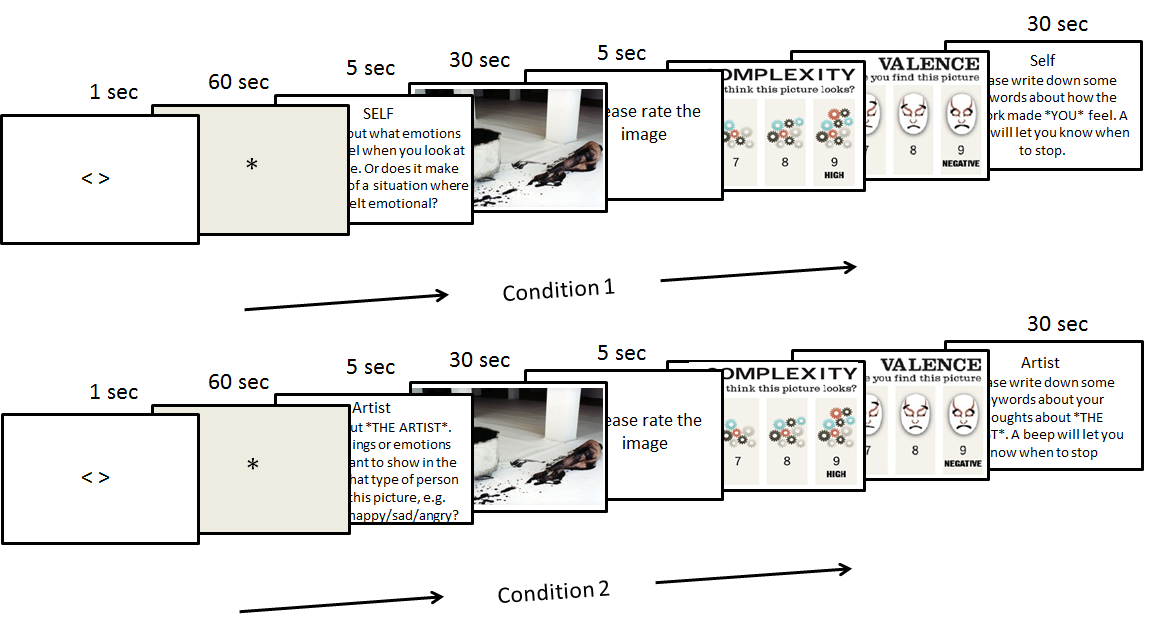 1 sec
< >
60 sec
*
5 sec
SELF
out what emotions
el when you look at
e. Or does it make
of a situation where
elt emotional?
30 sec
5 sec
ease rate the
image
OMPLEXITY
think this picture looks?
7 8 9
HIGH
VALENCE
you find this picture
7 8 9
NEGATIVE
30 sec
Self
ase write down some
words about how the
rk made *YOU* feel. A
will let you know when
to stop.
Condition 1
1 sec
< >
60 sec
*
5 sec
Artist
ut *THE ARTIST*.
ings or emotions
ant to show in the
hat type of person
this picture, e.g.
happy/sad/angry?
30 sec
5 sec
ease rate the
image
OMPLEXITY
think this picture looks?
7 8 9
HIGH
VALENCE
you find this picture
7 8 9
NEGATIVE
30 sec
Artist
ase write down some
ywords about your
oughts about *THE
ST*. A beep will let you
now when to stop
Condition 2